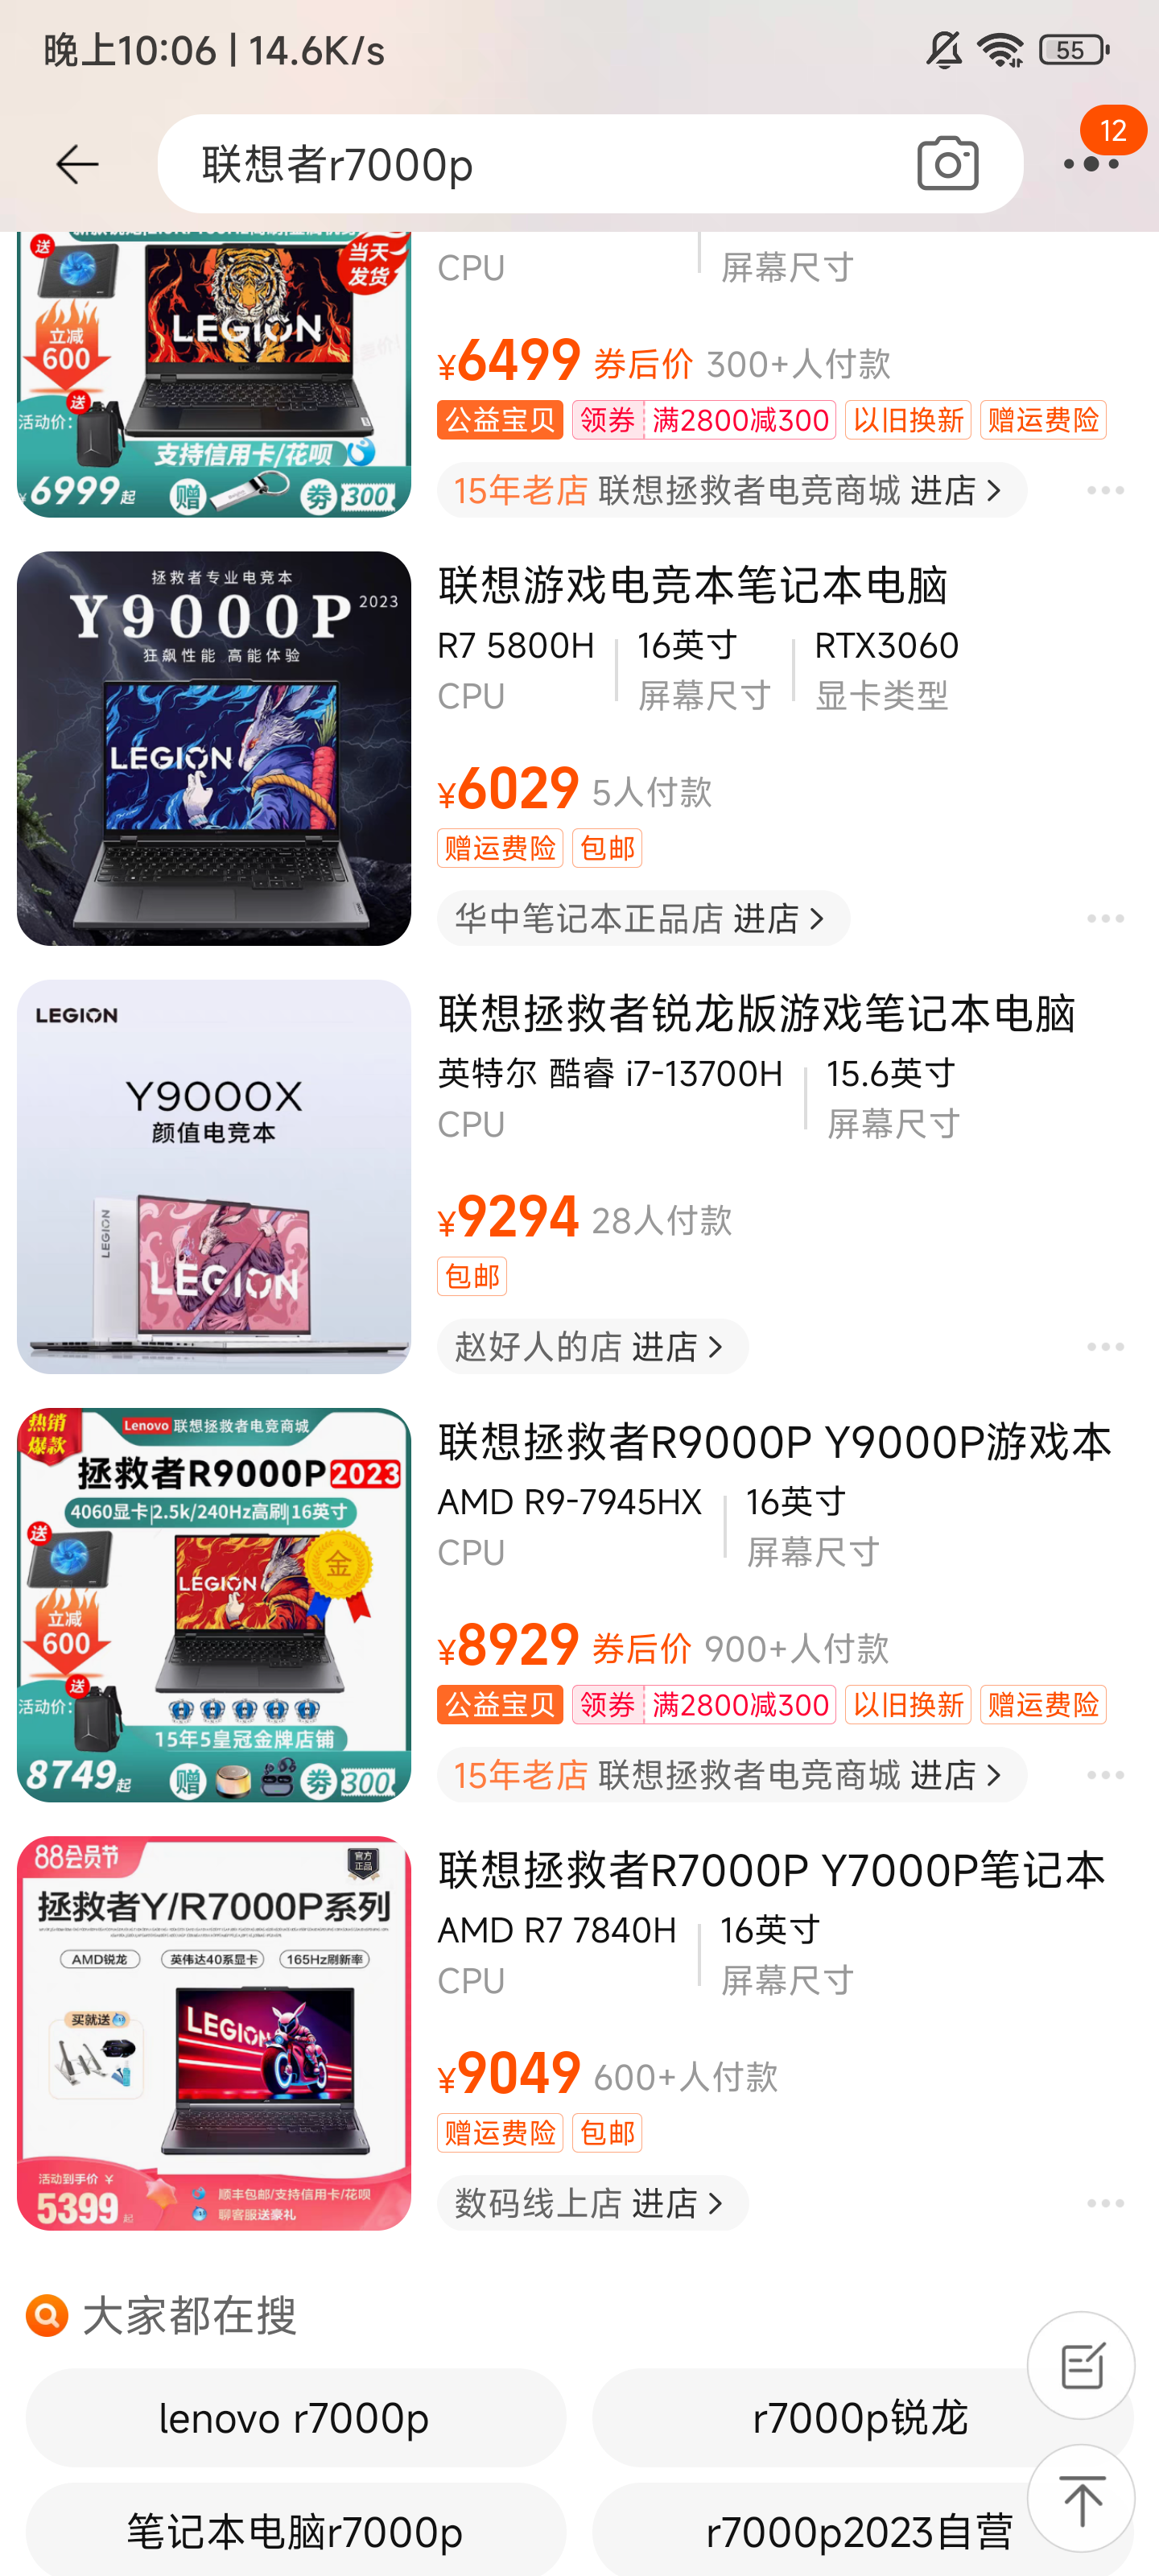 晚上10:06 | 14.6K/s
55
联想者r7000p
12
送
当天
发货
LEGION
立减
600
送
活动价:
支持信用卡/花呗
¥6999起
赠
券300
CPU
屏幕尺寸
¥6499 券后价 300+人付款
公益宝贝 领券 满2800减300 以旧换新 赠运费险
15年老店 联想拯救者电竞商城 进店
拯救者专业电竞本
Y9000P 2023
狂飙性能 高能体验
LEGION
联想游戏电竞本笔记本电脑
R7 5800H 16英寸 RTX3060
CPU 屏幕尺寸 显卡类型
¥6029 5人付款
赠运费险 包邮
华中笔记本正品店 进店
LEGION
Y9000X
颜值电竞本
LEGION
LEGION
联想拯救者锐龙版游戏笔记本电脑
英特尔 酷睿 i7-13700H 15.6英寸
CPU 屏幕尺寸
¥9294 28人付款
包邮
赵好人的店 进店
热销
爆款
Lenovo 联想拯救者电竞商城
拯救者R9000P 2023
4060显卡|2.5k/240Hz高刷|16英寸
送
金
LEGION
立减
600
送
活动价:
15年5皇冠金牌店铺
8749起
赠
券300
联想拯救者R9000P Y9000P游戏本
AMD R9-7945HX 16英寸
CPU 屏幕尺寸
¥8929 券后价 900+人付款
公益宝贝 领券 满2800减300 以旧换新 赠运费险
15年老店 联想拯救者电竞商城 进店
88会员节
官方
正品
拯救者Y/R7000P系列
AMD锐龙 英伟达40系显卡 165Hz刷新率
买就送
LEGION
活动到手价 ¥
5399起
顺丰包邮/支持信用卡/花呗
聊客服送豪礼
联想拯救者R7000P Y7000P笔记本
AMD R7 7840H 16英寸
CPU 屏幕尺寸
¥9049 600+人付款
赠运费险 包邮
数码线上店 进店
大家都在搜
lenovo r7000p
r7000p锐龙
笔记本电脑r7000p
r7000p2023自营